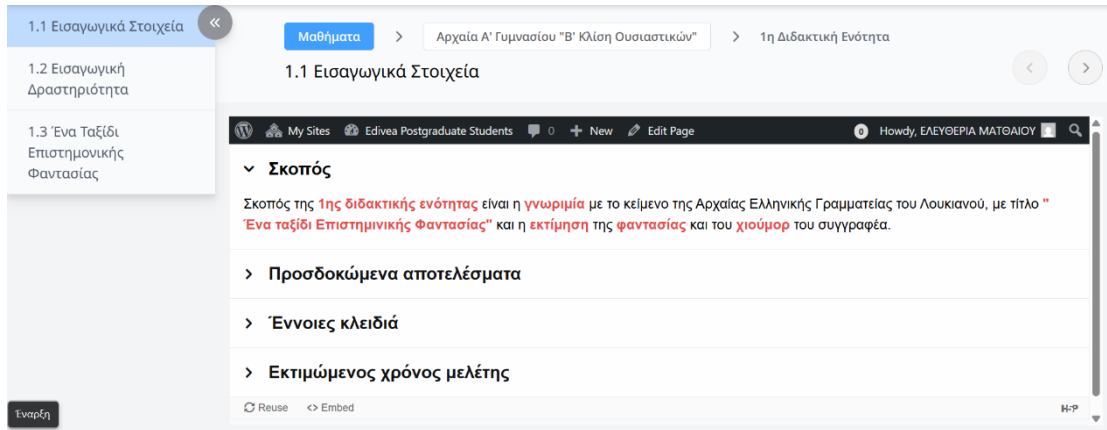 1.1 Εισαγωγικά Στοιχεία
1.2 Εισαγωγική
Δραστηριότητα
1.3 Ένα Ταξίδι
Επιστημονικής
Φαντασίας
Μαθήματα > Αρχαία Α' Γυμνασίου "Β' Κλίση Ουσιαστικών" > 1η Διδακτική Ενότητα
1.1 Εισαγωγικά Στοιχεία
My Sites Edivea Postgraduate Students 0 + New Edit Page 0 Howdy, ΕΛΕΥΘΕΡΙΑ ΜΑΤΘΑΙΟΥ
Σκοπός
Σκοπός της 1ης διδακτικής ενότητας είναι η γνωριμία με το κείμενο της Αρχαίας Ελληνικής Γραμματείας του Λουκιανού, με τίτλο "
Ένα ταξίδι Επιστημινικής Φαντασίας" και η εκτίμηση της φαντασίας και του χιούμορ του συγγραφέα.
Προσδοκώμενα αποτελέσματα
Έννοιες κλειδιά
Εκτιμώμενος χρόνος μελέτης
Reuse <> Embed H5P
Έναρξη